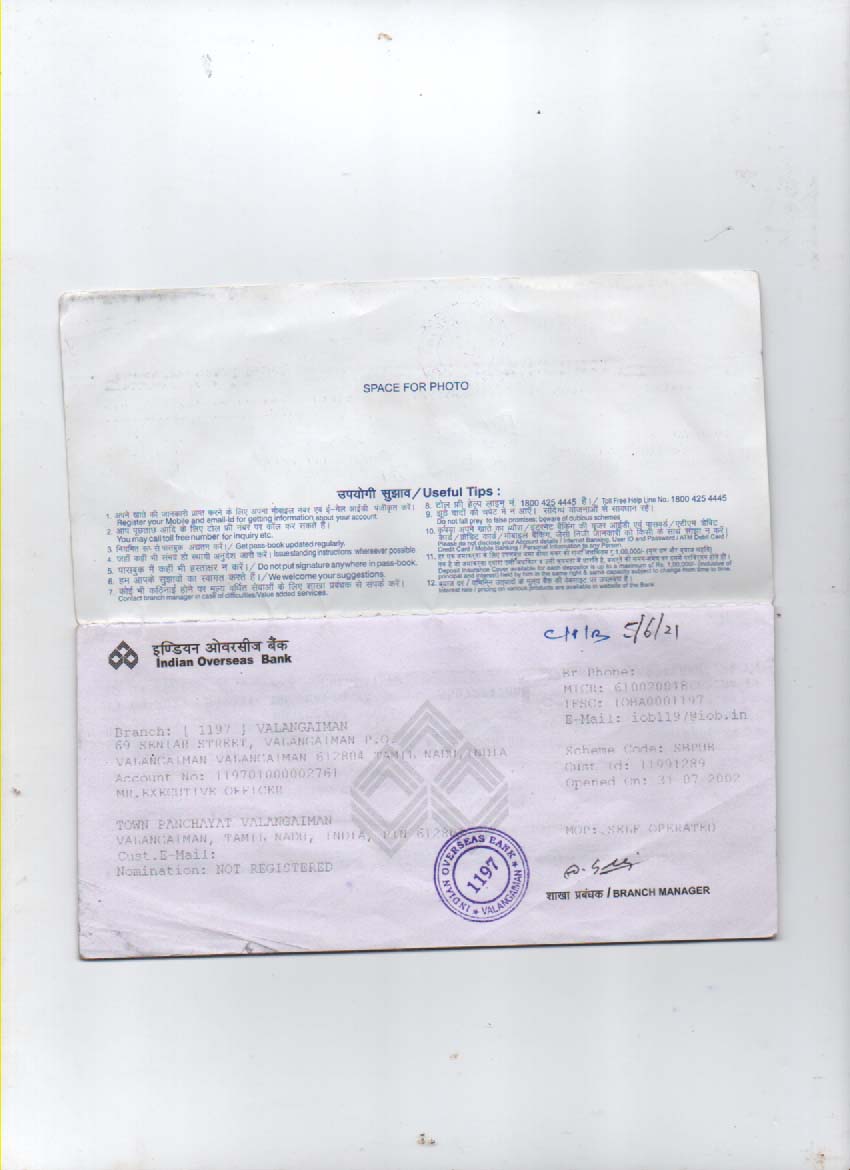 SPACE FOR PHOTO
उपयोगी सुझाव / Useful Tips :
1. अपने खाते की जानकारी प्राप्त करने के लिए अपना मोबाइल नंबर एवं ई-मेल आईडी पंजीकृत करें।
Register your Mobile and email-Id for getting information about your account.
2. आप पूछताछ आदि के लिए टोल फ्री नंबर पर कॉल कर सकते हैं।
You may call toll free number for inquiry etc.
3. नियमित रूप से पासबुक अद्यतन करें। / Get pass-book updated regularly.
4. जहाँ कहीं भी संभव हो स्थायी अनुदेश जारी करें। Issue standing instructions wherever possible
5. पासबुक में कहीं भी हस्ताक्षर न करें। / Do not put signature anywhere in pass-book.
6. हम आपके सुझावों का स्वागत करते हैं। / We welcome your suggestions.
7. कोई भी कठिनाई होने पर मूल्य वर्धित सेवाओं के लिए शाखा प्रबंधक से संपर्क करें।
Contact branch manager in case of difficulties/Value added services.
8. टोल फ्री हेल्प लाइन नं. 1800 425 4445 है। / Toll Free Help Line No. 1800 425 4445
9. झूठे वादों की चपेट में न आएँ। संदिग्ध योजनाओं से सावधान रहें।
Do not fall prey to false promises; beware of dubious schemes
10. कृपया अपने खाते का ब्यौरा / इंटरनेट बैंकिंग की यूजर आईडी एवं पासवर्ड / एटीएम डेबिट
कार्ड / क्रेडिट कार्ड / मोबाइल बैंकिंग, जैसी निजी जानकारी को किसी के साथ साझा न करें।
Please do not disclose your Account details / Internet Banking, User ID and Password / ATM Debit Card /
Credit Card / Mobile Banking / Personal Information to any Person.
11.
Deposit Insurance Cover available for each depositor is up to a maximum of Rs. 1,00,000/- (inclusive of
principal and interest) held by him in the same right & same capacity subject to change from time to time.
12.
Interest rate / pricing on various products are available in website of the Bank
C/1/B 5/6/21
इण्डियन ओवरसीज बैंक
Indian Overseas Bank
Br Phone:
MICR: 610020048
IFSC: IOBA0001197
E-Mail: iob1197@iob.in
Branch: [ 1197 ] VALANGAIMAN
69 SENIAR STREET, VALANGAIMAN P.O.
VALANGAIMAN VALANGAIMAN 612804 TAMIL NADU, INDIA
Account No: 119701000002761
MR.EXECUTIVE OFFICER
Scheme Code: SBPUB
Cust Id: 11091289
Opened On: 31-07-2002
TOWN PANCHAYAT VALANGAIMAN
VALANGAIMAN, TAMIL NADU, INDIA, PIN 612804
Cust.E-Mail:
Nomination: NOT REGISTERED
MOP: SELF OPERATED
INDIAN OVERSEAS BANK
1197
VALANGAIMAN
शाखा प्रबंधक / BRANCH MANAGER